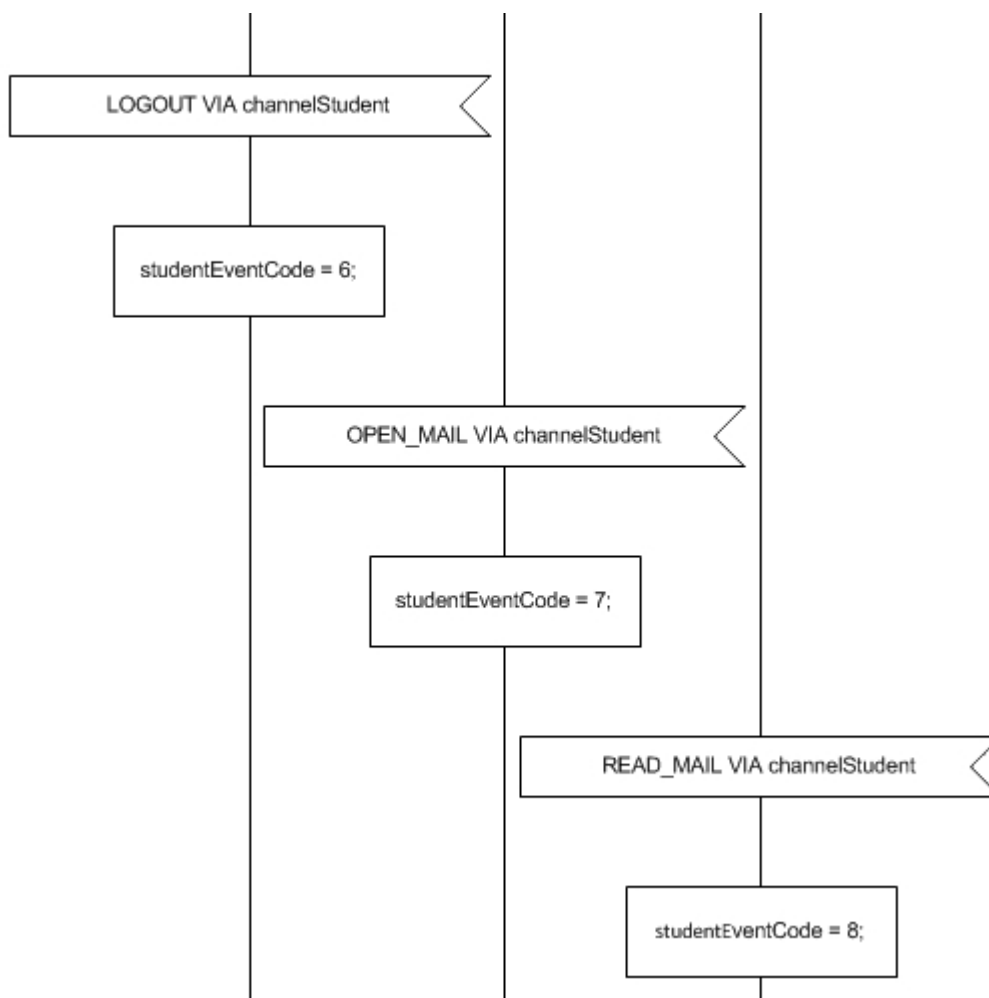 LOGOUT VIA channelStudent
studentEventCode = 6;
OPEN_MAIL VIA channelStudent
studentEventCode = 7;
READ_MAIL VIA channelStudent
studentEventCode = 8;